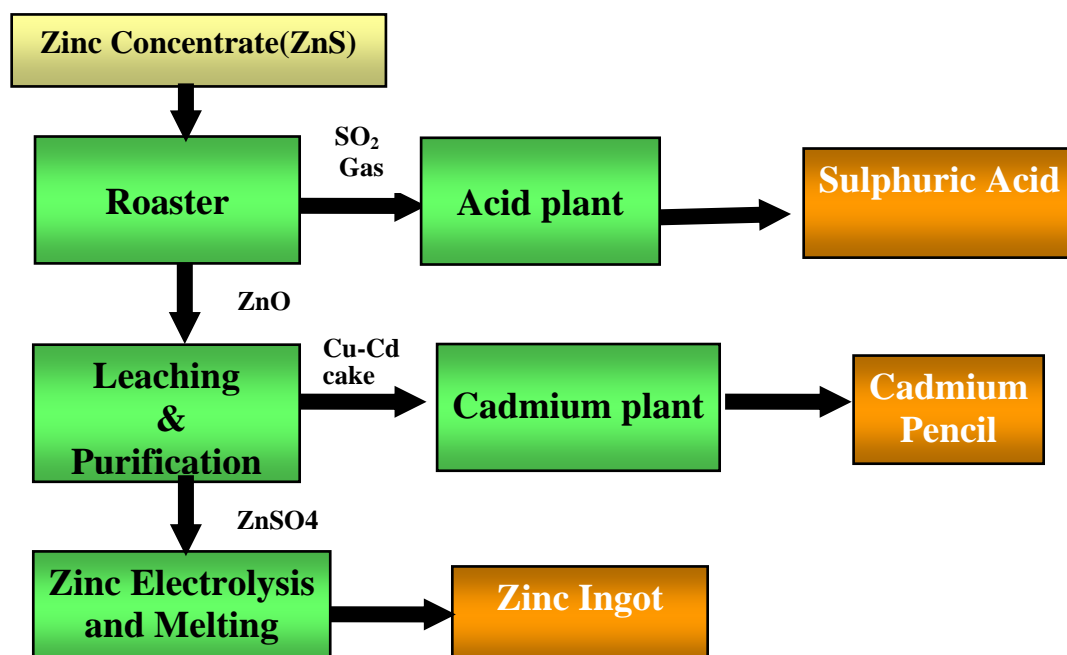 Zinc Concentrate(ZnS)
SO₂
Gas
Roaster
Acid plant
Sulphuric Acid
ZnO
Cu-Cd
cake
Leaching
&
Purification
Cadmium plant
Cadmium
Pencil
ZnSO4
Zinc Electrolysis
and Melting
Zinc Ingot